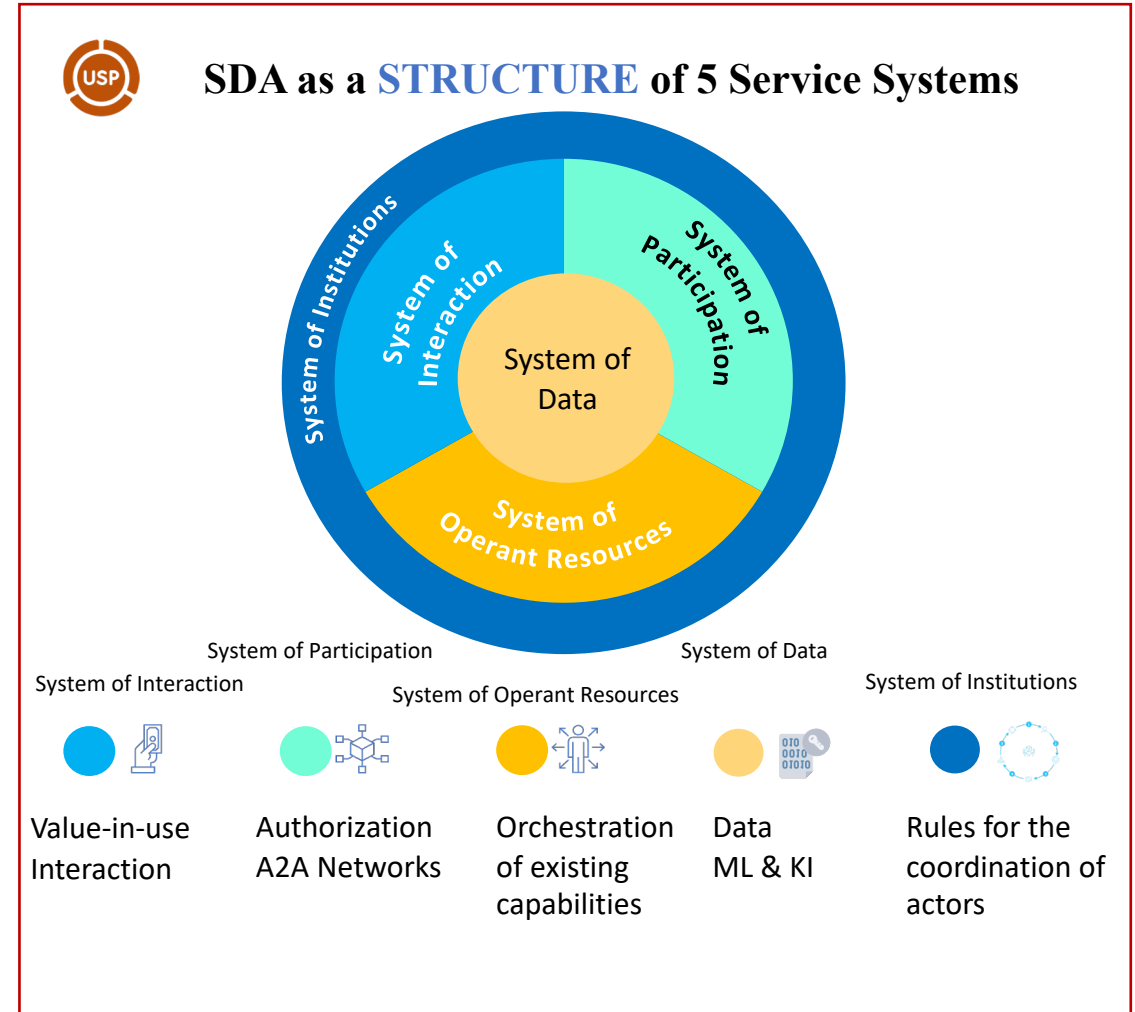 USP
SDA as a STRUCTURE of 5 Service Systems
System of Institutions
System of
Interaction
System of
Participation
System of
Data
System of
Operant Resources
System of Interaction
System of Participation
System of Operant Resources
System of Data
System of Institutions
010
0010
01010
Value-in-use
Interaction
Authorization
A2A Networks
Orchestration
of existing
capabilities
Data
ML & KI
Rules for the
coordination of
actors